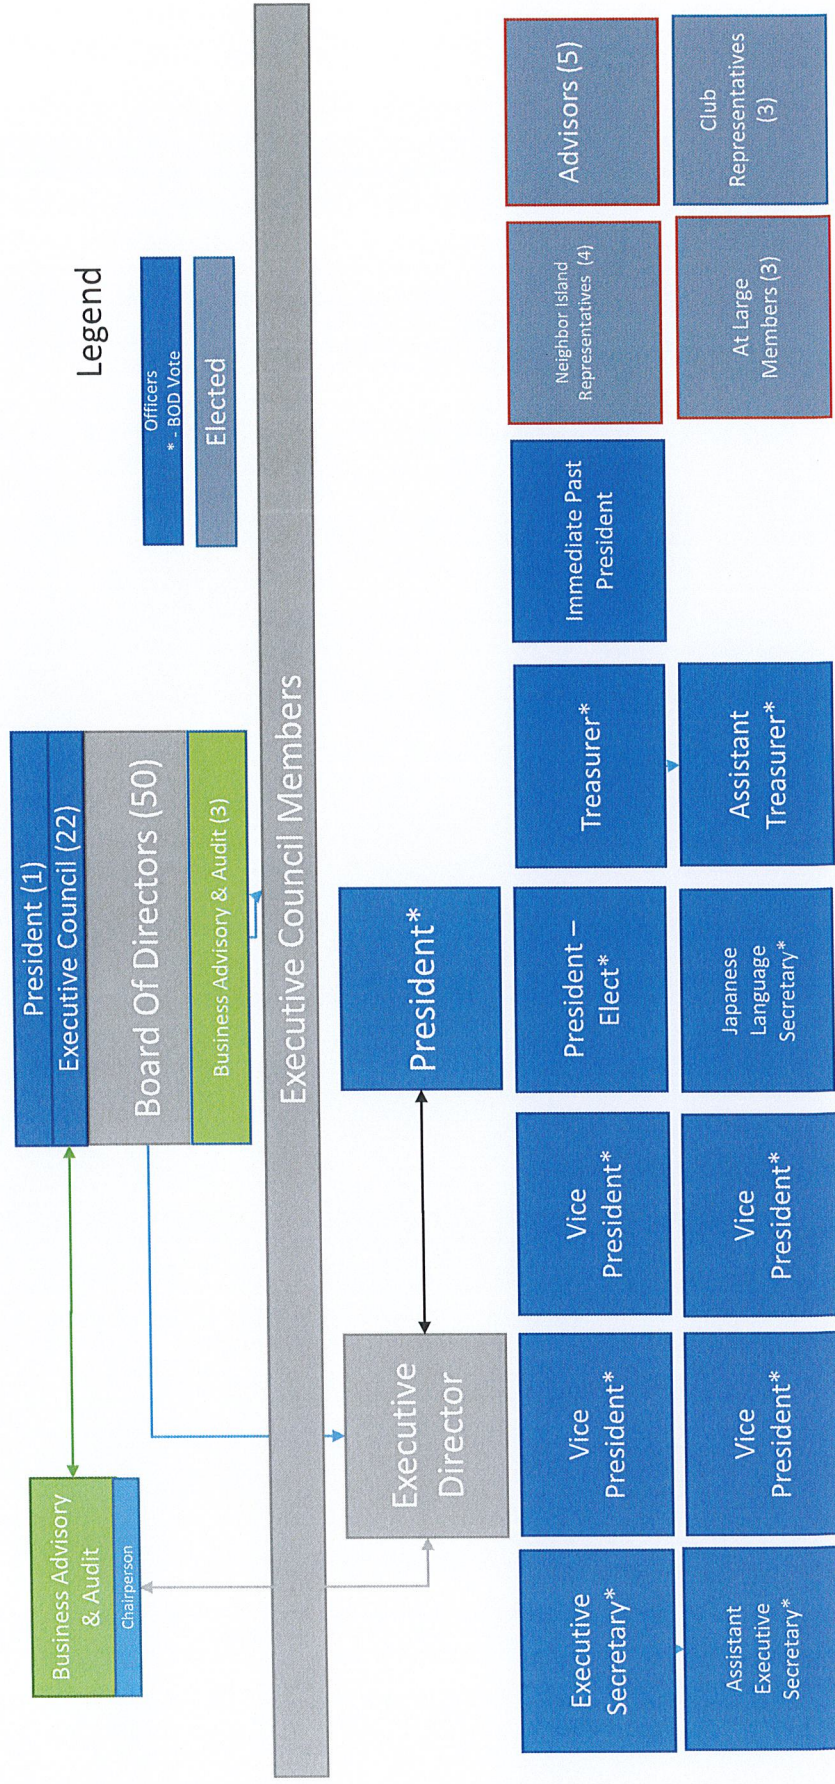 Legend
Officers
* - BOD Vote
Elected
President (1)
Executive Council (22)
Board Of Directors (50)
Business Advisory & Audit (3)
Business Advisory
& Audit
Chairperson
Executive Council Members
Executive
Director
President*
Executive
Secretary*
Vice
President*
Vice
President*
President –
Elect*
Treasurer*
Immediate Past
President
Neighbor Island
Representatives (4)
Advisors (5)
Assistant
Executive
Secretary*
Vice
President*
Vice
President*
Japanese
Language
Secretary*
Assistant
Treasurer*
At Large
Members (3)
Club
Representatives
(3)